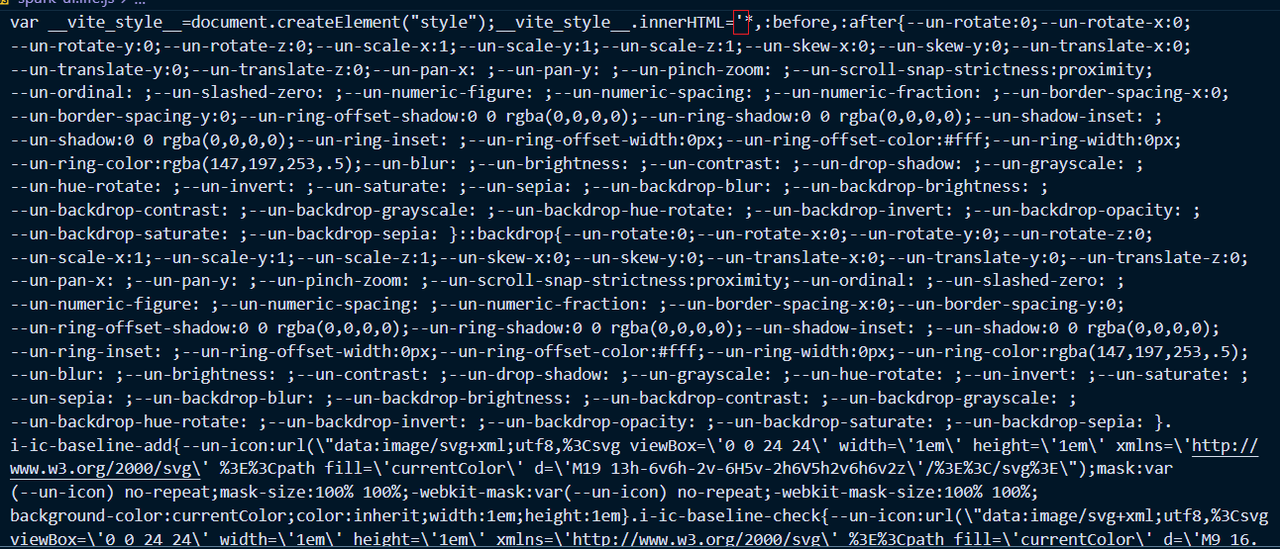 var __vite_style__=document.createElement("style");__vite_style__.innerHTML='*,:before,:after{--un-rotate:0;--un-rotate-x:0;
--un-rotate-y:0;--un-rotate-z:0;--un-scale-x:1;--un-scale-y:1;--un-scale-z:1;--un-skew-x:0;--un-skew-y:0;--un-translate-x:0;
--un-translate-y:0;--un-translate-z:0;--un-pan-x: ;--un-pan-y: ;--un-pinch-zoom: ;--un-scroll-snap-strictness:proximity;
--un-ordinal: ;--un-slashed-zero: ;--un-numeric-figure: ;--un-numeric-spacing: ;--un-numeric-fraction: ;--un-border-spacing-x:0;
--un-border-spacing-y:0;--un-ring-offset-shadow:0 0 rgba(0,0,0,0);--un-ring-shadow:0 0 rgba(0,0,0,0);--un-shadow-inset: ;
--un-shadow:0 0 rgba(0,0,0,0);--un-ring-inset: ;--un-ring-offset-width:0px;--un-ring-offset-color:#fff;--un-ring-width:0px;
--un-ring-color:rgba(147,197,253,.5);--un-blur: ;--un-brightness: ;--un-contrast: ;--un-drop-shadow: ;--un-grayscale: ;
--un-hue-rotate: ;--un-invert: ;--un-saturate: ;--un-sepia: ;--un-backdrop-blur: ;--un-backdrop-brightness: ;
--un-backdrop-contrast: ;--un-backdrop-grayscale: ;--un-backdrop-hue-rotate: ;--un-backdrop-invert: ;--un-backdrop-opacity: ;
--un-backdrop-saturate: ;--un-backdrop-sepia: }::backdrop{--un-rotate:0;--un-rotate-x:0;--un-rotate-y:0;--un-rotate-z:0;
--un-scale-x:1;--un-scale-y:1;--un-scale-z:1;--un-skew-x:0;--un-skew-y:0;--un-translate-x:0;--un-translate-y:0;--un-translate-z:0;
--un-pan-x: ;--un-pan-y: ;--un-pinch-zoom: ;--un-scroll-snap-strictness:proximity;--un-ordinal: ;--un-slashed-zero: ;
--un-numeric-figure: ;--un-numeric-spacing: ;--un-numeric-fraction: ;--un-border-spacing-x:0;--un-border-spacing-y:0;
--un-ring-offset-shadow:0 0 rgba(0,0,0,0);--un-ring-shadow:0 0 rgba(0,0,0,0);--un-shadow-inset: ;--un-shadow:0 0 rgba(0,0,0,0);
--un-ring-inset: ;--un-ring-offset-width:0px;--un-ring-offset-color:#fff;--un-ring-width:0px;--un-ring-color:rgba(147,197,253,.5);
--un-blur: ;--un-brightness: ;--un-contrast: ;--un-drop-shadow: ;--un-grayscale: ;--un-hue-rotate: ;--un-invert: ;--un-saturate: ;
--un-sepia: ;--un-backdrop-blur: ;--un-backdrop-brightness: ;--un-backdrop-contrast: ;--un-backdrop-grayscale: ;
--un-backdrop-hue-rotate: ;--un-backdrop-invert: ;--un-backdrop-opacity: ;--un-backdrop-saturate: ;--un-backdrop-sepia: }.
i-ic-baseline-add{--un-icon:url(\"data:image/svg+xml;utf8,%3Csvg viewBox=\'0 0 24 24\' width=\'1em\' height=\'1em\' xmlns=\'http://
www.w3.org/2000/svg\' %3E%3Cpath fill=\'currentColor\' d=\'M19 13h-6v6h-2v-6H5v-2h6V5h2v6h6v2z\'/%3E%3C/svg%3E\");mask:var
(--un-icon) no-repeat;mask-size:100% 100%;-webkit-mask:var(--un-icon) no-repeat;-webkit-mask-size:100% 100%;
background-color:currentColor;color:inherit;width:1em;height:1em}.i-ic-baseline-check{--un-icon:url(\"data:image/svg+xml;utf8,%3Csvg
viewBox=\'0 0 24 24\' width=\'1em\' height=\'1em\' xmlns=\'http://www.w3.org/2000/svg\' %3E%3Cpath fill=\'currentColor\' d=\'M9 16.